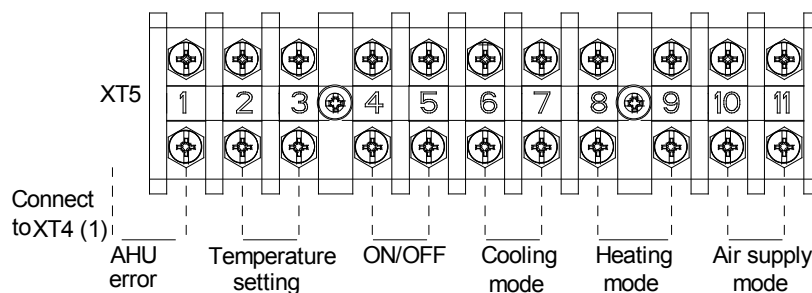 XT5
1 2 3 4 5 6 7 8 9 10 11
Connect
to XT4 (1)
AHU
error
Temperature
setting
ON/OFF
Cooling
mode
Heating
mode
Air supply
mode